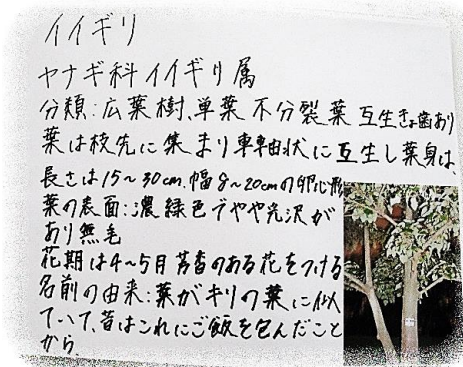 イイギリ
ヤナギ科イイギリ属
分類:広葉樹、単葉 不分裂葉 互生きょ歯あり
葉は枝先に集まり車軸状に互生し葉身は、
長さは15~30cm.幅8~20cmの卵心形
葉の表面:濃緑色でやや光沢が
あり無毛
花期は4~5月 芳香のある花をつける
名前の由来:葉がキリの葉に似
ていて、昔はこれにご飯を包んだこと
から.